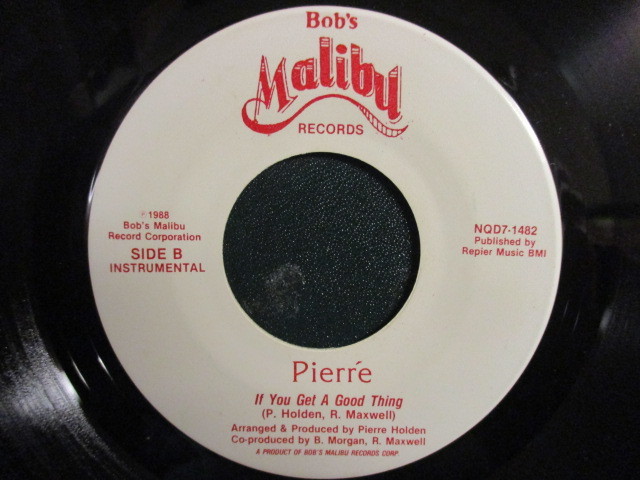 Bob's
Malibu
RECORDS
℗1988
Bob's Malibu
Record Corporation
SIDE B
INSTRUMENTAL
NQD7-1482
Published by
Repier Music BMI
Pierŕe
If You Get A Good Thing
(P. Holden, R. Maxwell)
Arranged & Produced by Pierre Holden
Co-produced by B. Morgan, R. Maxwell
A PRODUCT OF BOB'S MALIBU RECORDS CORP.